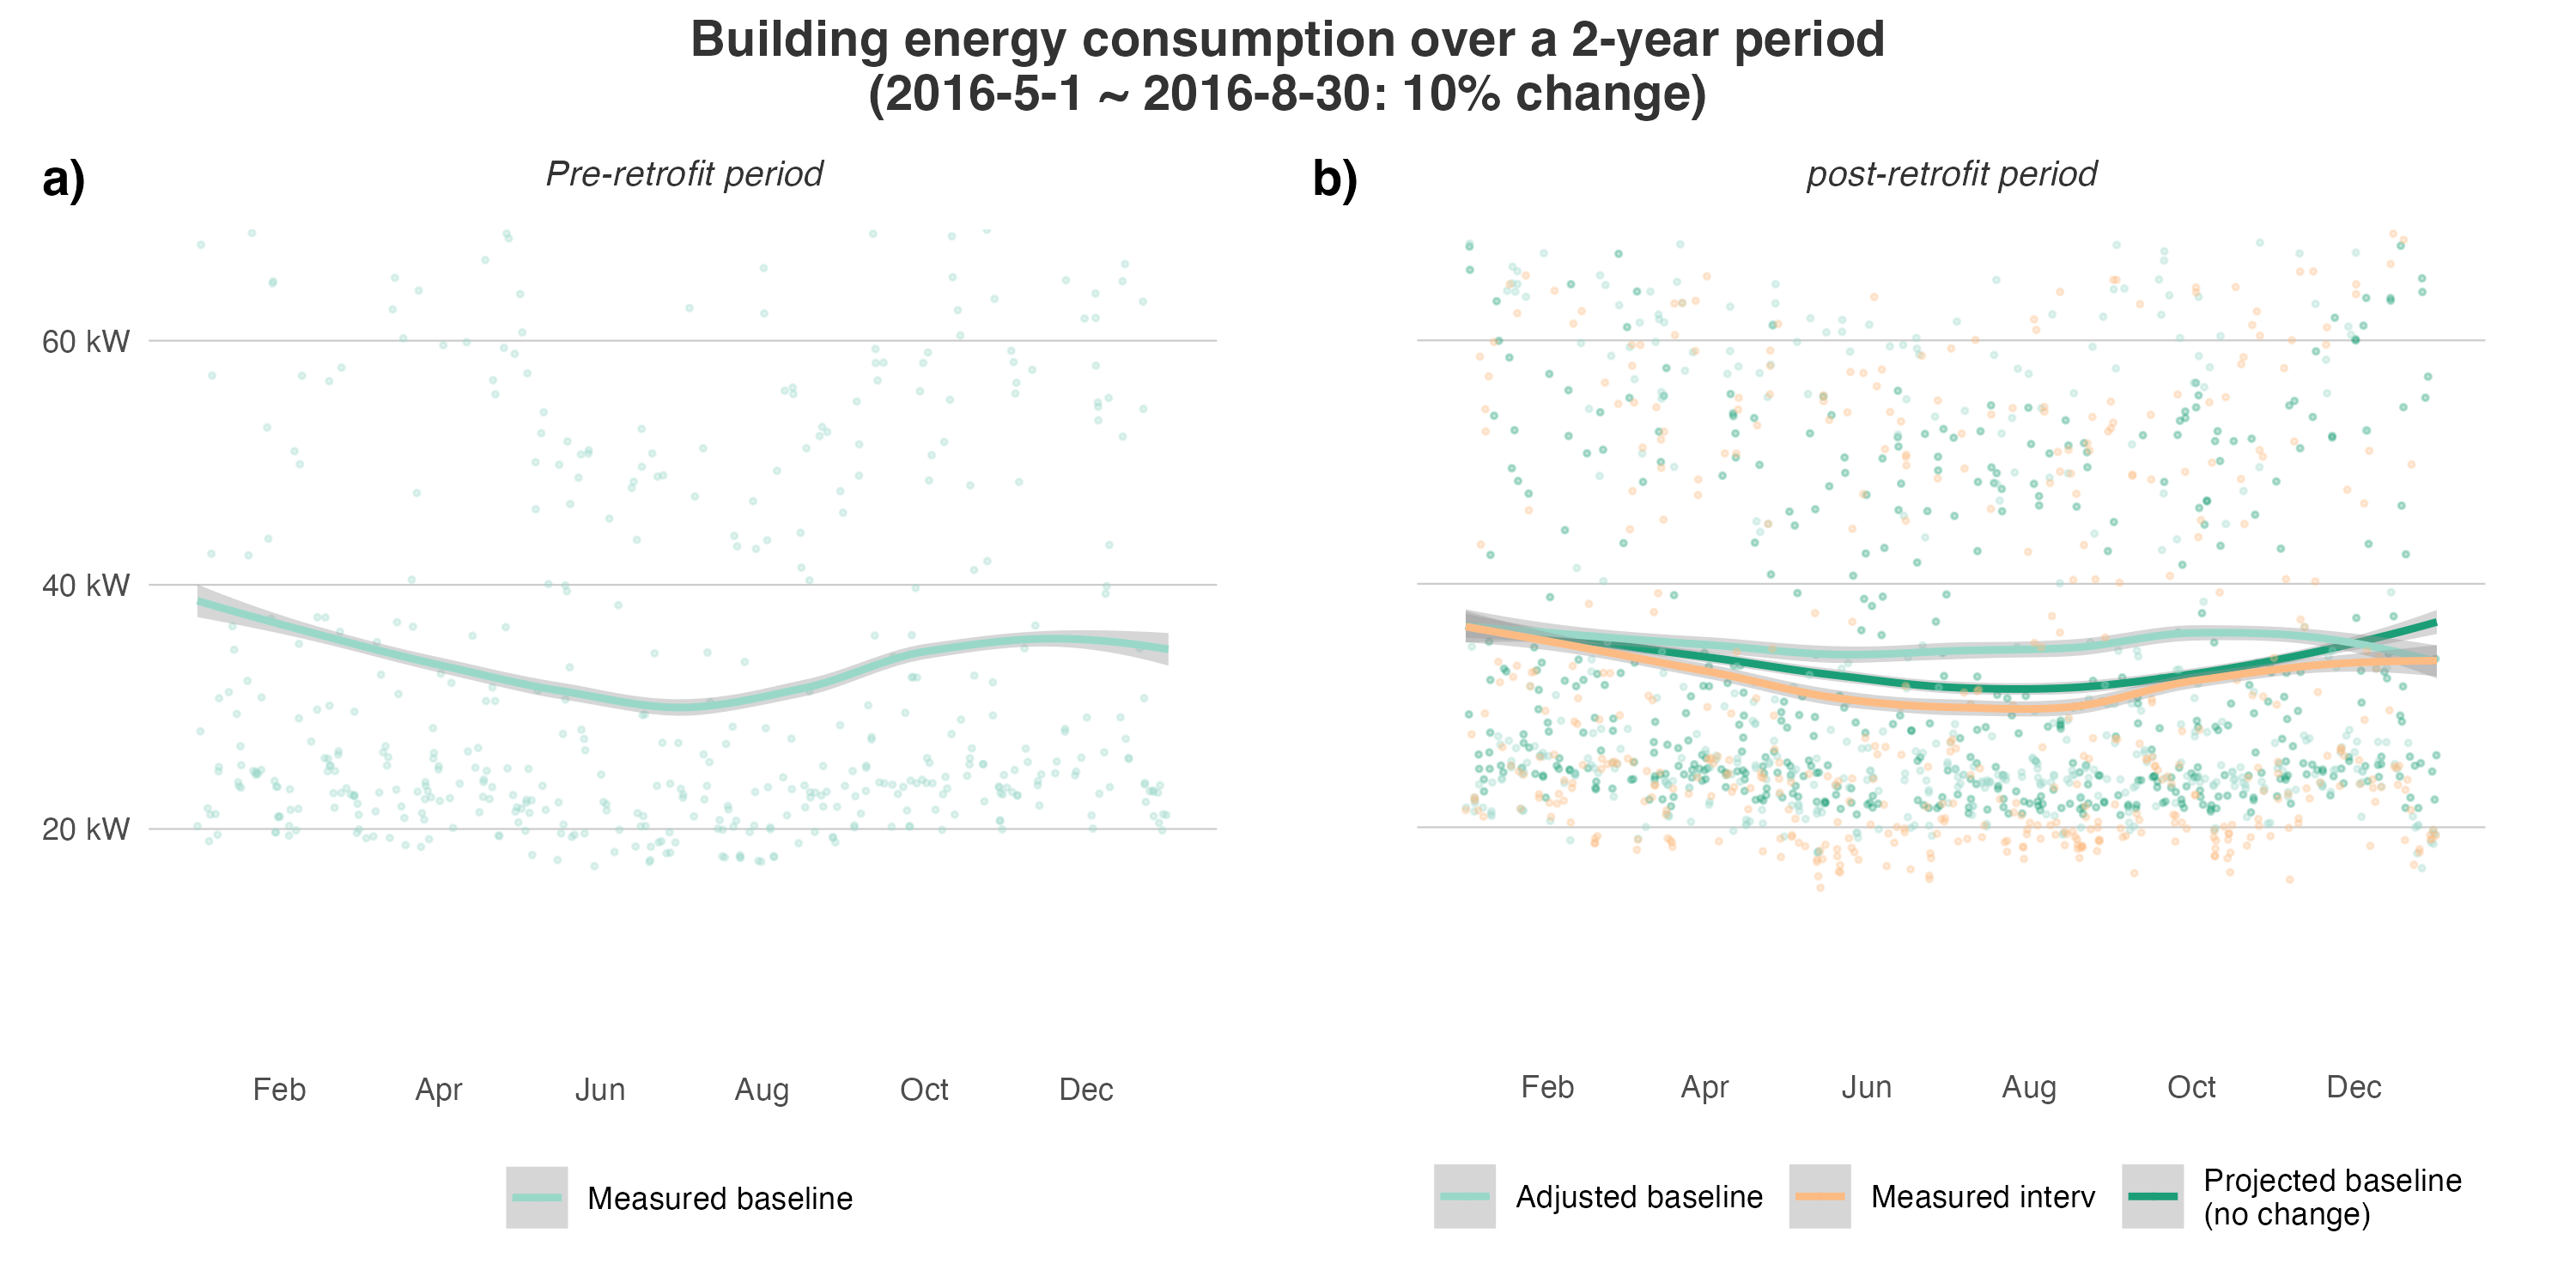 Building energy consumption over a 2-year period
(2016-5-1 ~ 2016-8-30: 10% change)
a)
Pre-retrofit period
60 kW
40 kW
20 kW
Feb Apr Jun Aug Oct Dec
Measured baseline
b)
post-retrofit period
Feb Apr Jun Aug Oct Dec
Adjusted baseline
Measured interv
Projected baseline
(no change)